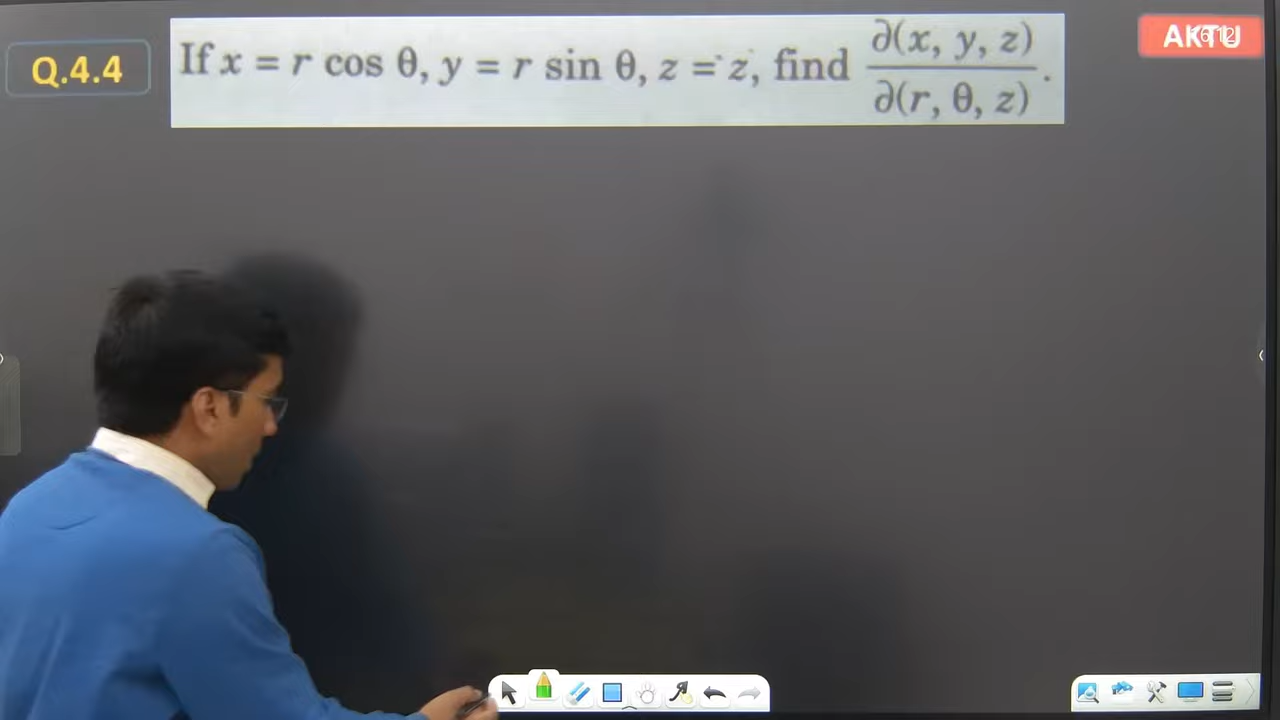 Q.4.4
If x = r cos θ, y = r sin θ, z = z, find ∂(x, y, z) / ∂(r, θ, z).
AKTU